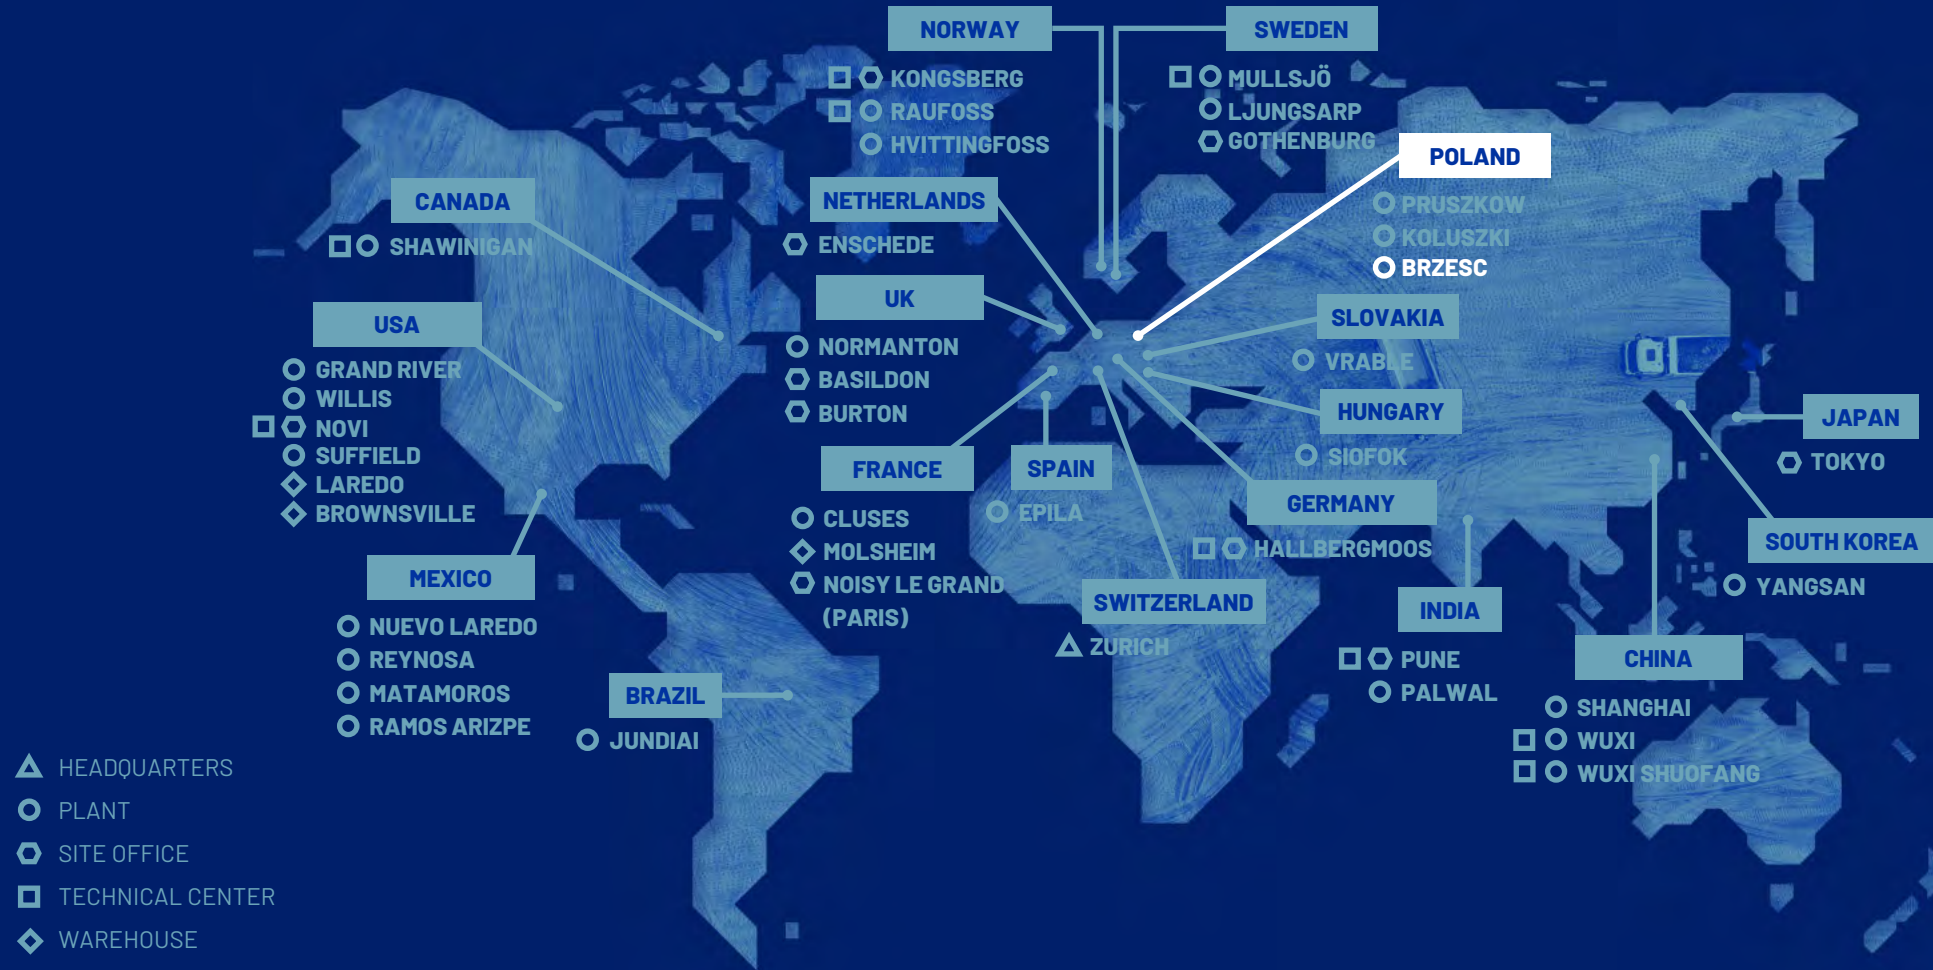 NORWAY
KONGSBERG
RAUFOSS
HVITTINGFOSS
SWEDEN
MULLSJÖ
LJUNGSARP
GOTHENBURG
POLAND
PRUSZKOW
KOLUSZKI
BRZESC
CANADA
SHAWINIGAN
NETHERLANDS
ENSCHEDE
UK
NORMANTON
BASILDON
BURTON
USA
GRAND RIVER
WILLIS
NOVI
SUFFIELD
LAREDO
BROWNSVILLE
SLOVAKIA
VRABLE
HUNGARY
SIOFOK
JAPAN
TOKYO
FRANCE
CLUSES
MOLSHEIM
NOISY LE GRAND
(PARIS)
SPAIN
EPILA
GERMANY
HALLBERGMOOS
SOUTH KOREA
YANGSAN
MEXICO
NUEVO LAREDO
REYNOSA
MATAMOROS
RAMOS ARIZPE
SWITZERLAND
ZURICH
INDIA
PUNE
PALWAL
CHINA
SHANGHAI
WUXI
WUXI SHUOFANG
BRAZIL
JUNDIAI
HEADQUARTERS
PLANT
SITE OFFICE
TECHNICAL CENTER
WAREHOUSE